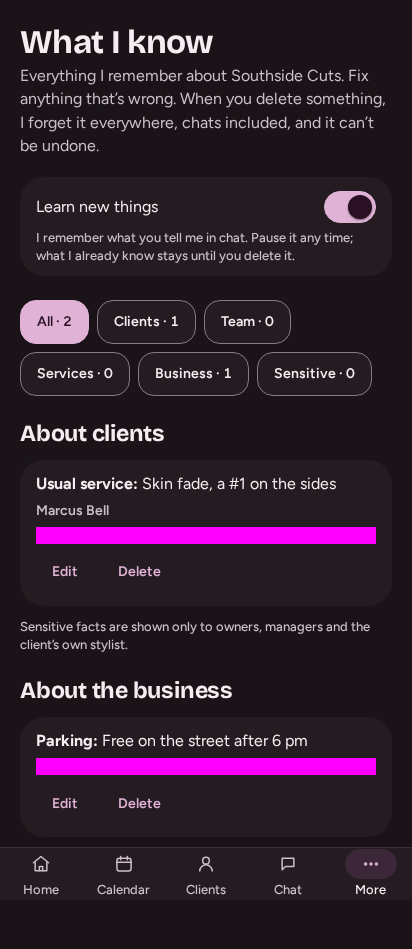 What I know
Everything I remember about Southside Cuts. Fix
anything that's wrong. When you delete something,
I forget it everywhere, chats included, and it can't
be undone.
Learn new things
I remember what you tell me in chat. Pause it any time;
what I already know stays until you delete it.
All · 2
Clients · 1
Team · 0
Services · 0
Business · 1
Sensitive · 0
About clients
Usual service: Skin fade, a #1 on the sides
Marcus Bell
Edit
Delete
Sensitive facts are shown only to owners, managers and the
client's own stylist.
About the business
Parking: Free on the street after 6 pm
Edit
Delete
Home
Calendar
Clients
Chat
More